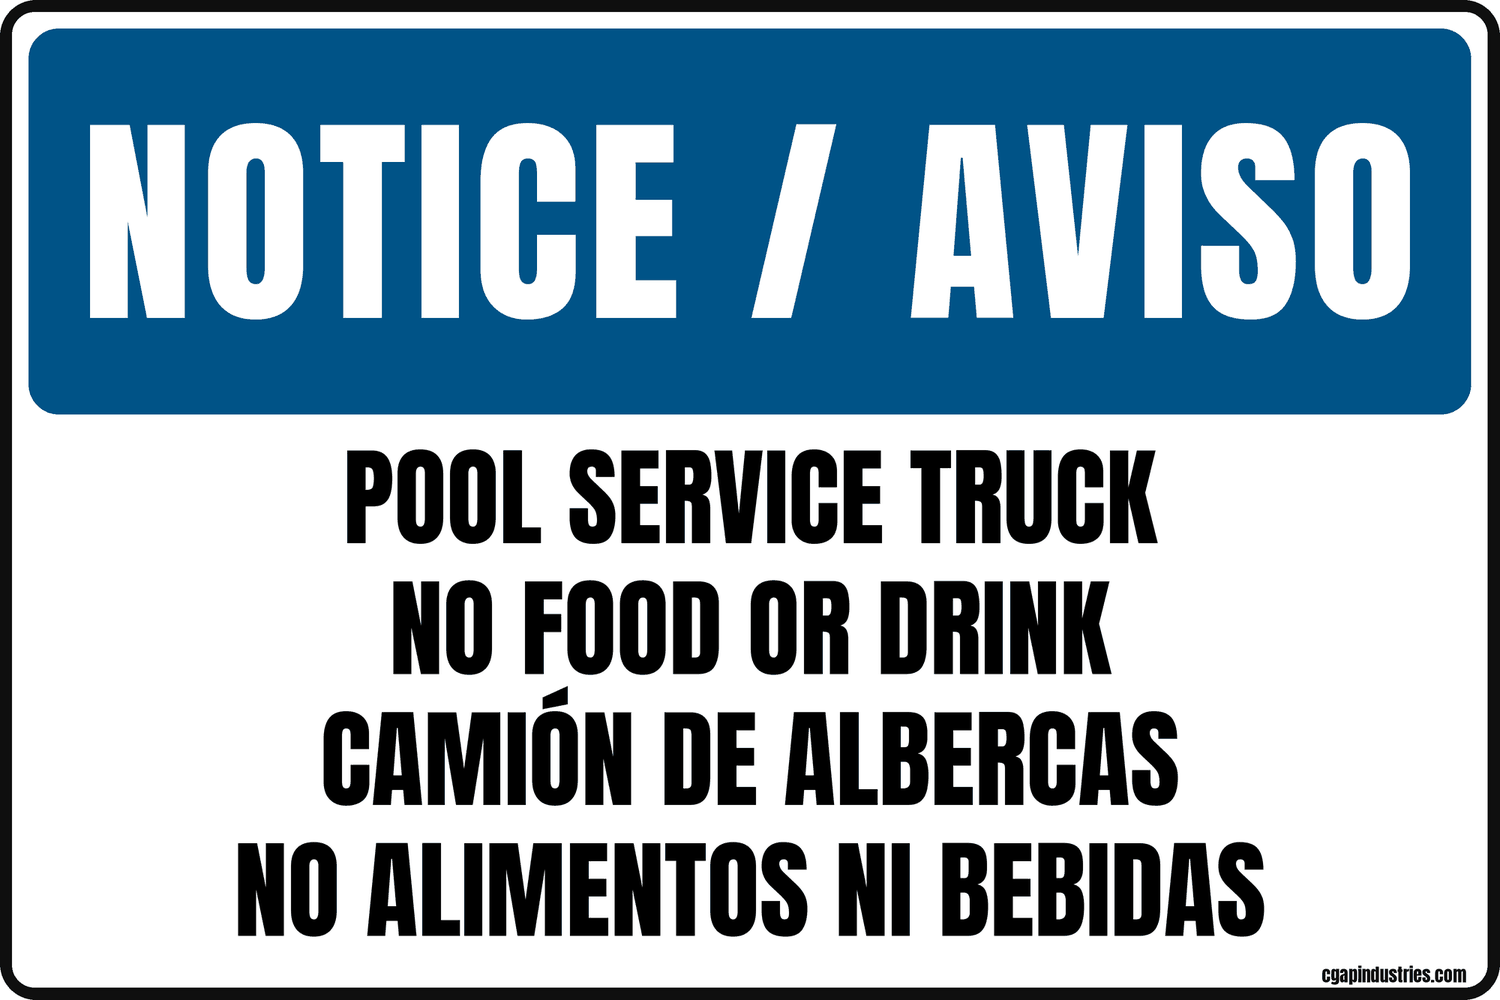 NOTICE / AVISO
POOL SERVICE TRUCK
NO FOOD OR DRINK
CAMIÓN DE ALBERCAS
NO ALIMENTOS NI BEBIDAS
cgapindustries.com